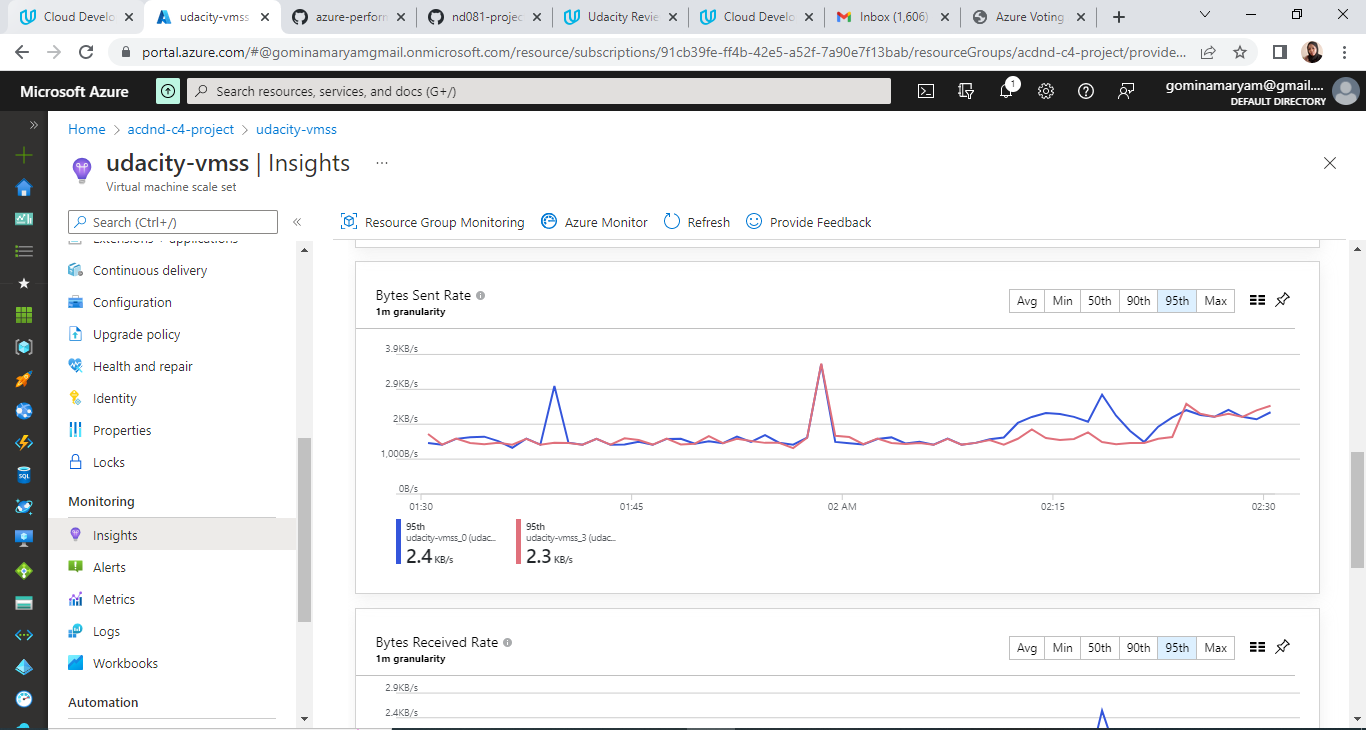 Cloud Develo
udacity-vmss
azure-perform
nd081-projec
Udacity Revie
Cloud Develo
Inbox (1,606)
Azure Voting
portal.azure.com/#@gominamaryamgmail.onmicrosoft.com/resource/subscriptions/91cb39fe-ff4b-42e5-a52f-7a90e7f13bab/resourceGroups/acdnd-c4-project/provide...
Microsoft Azure
Search resources, services, and docs (G+/)
1
gominamaryam@gmail....
DEFAULT DIRECTORY
Home > acdnd-c4-project > udacity-vmss
udacity-vmss | Insights ...
Virtual machine scale set
Search (Ctrl+/)
Resource Group Monitoring
Azure Monitor
Refresh
Provide Feedback
Extensions + applications
Continuous delivery
Configuration
Upgrade policy
Health and repair
Identity
Properties
Locks
Monitoring
Insights
Alerts
Metrics
Logs
Workbooks
Automation
Bytes Sent Rate
1m granularity
Avg Min 50th 90th 95th Max
3.9KB/s
2.9KB/s
2KB/s
1,000B/s
0B/s
01:30 01:45 02 AM 02:15 02:30
95th
udacity-vmss_0 (udac...
2.4 KB/s
95th
udacity-vmss_3 (udac...
2.3 KB/s
Bytes Received Rate
1m granularity
Avg Min 50th 90th 95th Max
2.9KB/s
2.4KB/s